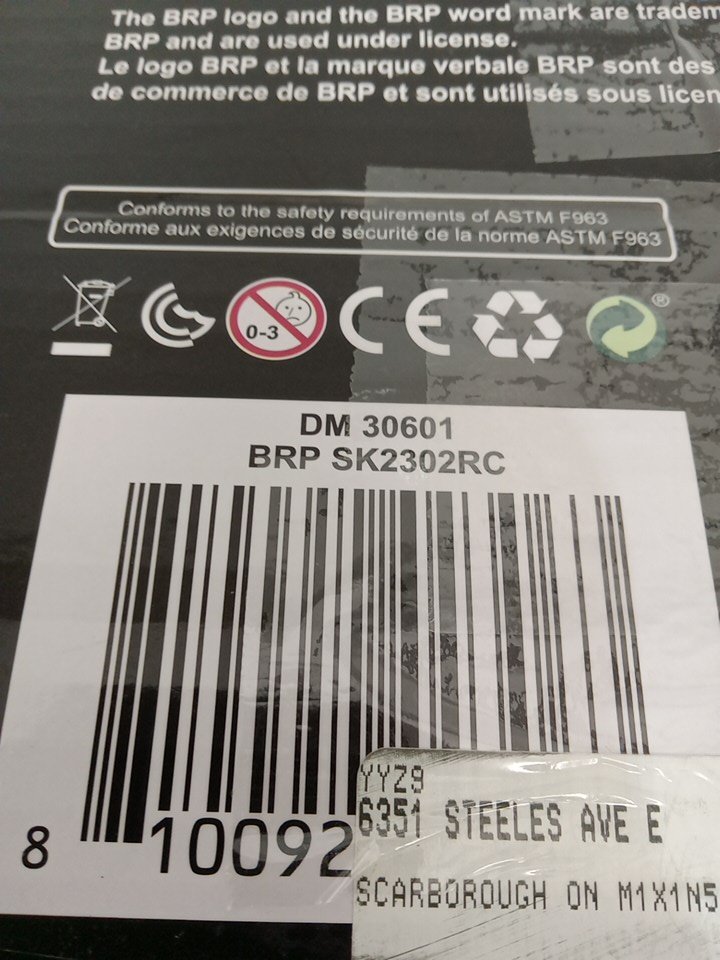 The BRP logo and the BRP word mark are tradem
BRP and are used under license.
Le logo BRP et la marque verbale BRP sont des
de commerce de BRP et sont utilisés sous licen
Conforms to the safety requirements of ASTM F963
Conforme aux exigences de sécurité de la norme ASTM F963
0-3
CE
®
DM 30601
BRP SK2302RC
8 10092
YYZ9
6351 STEELES AVE E
SCARBOROUGH ON M1X1N5